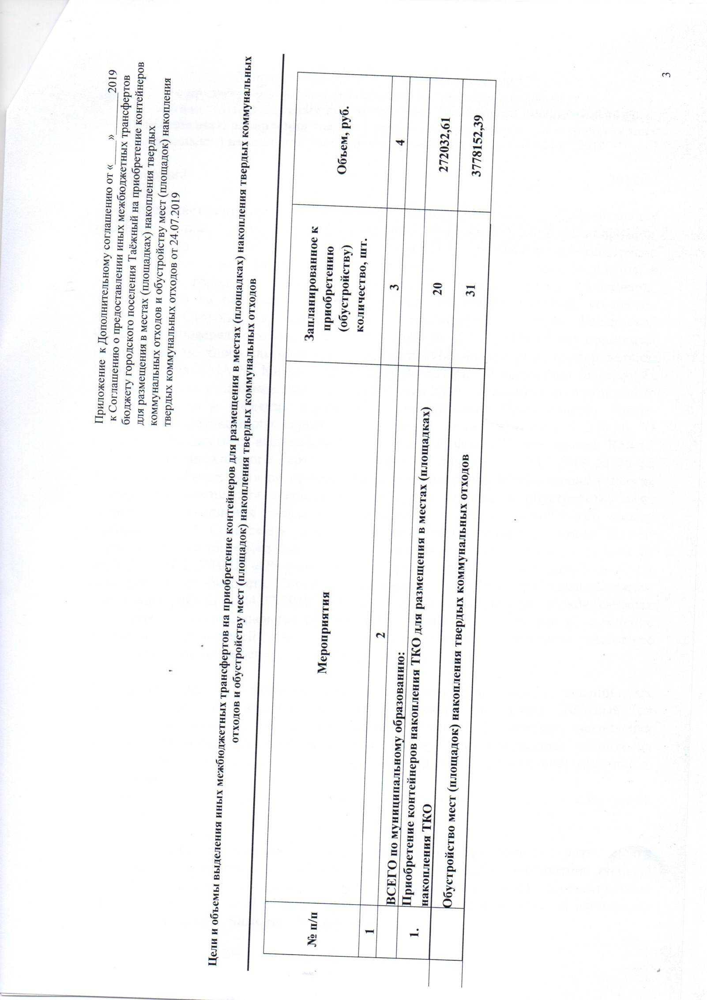 Приложение к Дополнительному соглашению от «____» ________2019
к Соглашению о предоставлении иных межбюджетных трансфертов
бюджету городского поселения Таёжный на приобретение контейнеров
для размещения в местах (площадках) накопления твердых
коммунальных отходов и обустройству мест (площадок) накопления
твердых коммунальных отходов от 24.07.2019
Цели и объемы выделения иных межбюджетных трансфертов на приобретение контейнеров для размещения в местах (площадках) накопления твердых коммунальных
отходов и обустройству мест (площадок) накопления твердых коммунальных отходов
№ п/п
Мероприятия
Запланированное к
приобретению
(обустройству)
количество, шт.
Объем, руб.
1 2 3 4
ВСЕГО по муниципальному образованию:
1. Приобретение контейнеров накопления ТКО для размещения в местах (площадках)
накопления ТКО
20 272032,61
Обустройство мест (площадок) накопления твердых коммунальных отходов 31 3778152,39
3